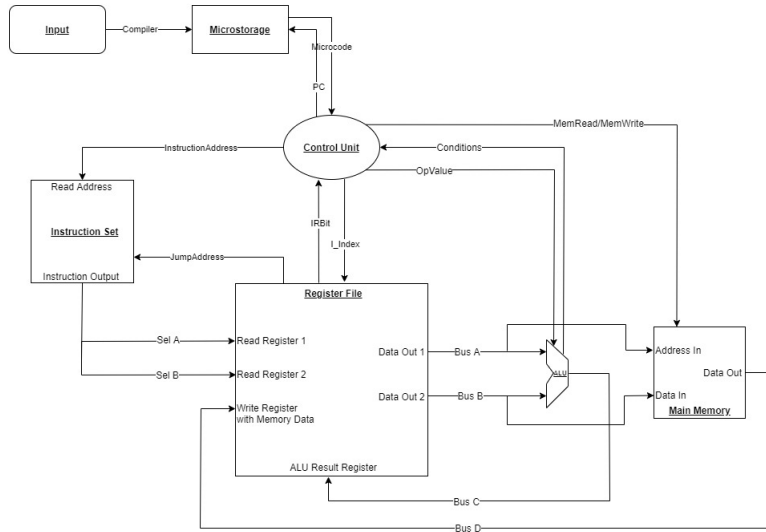 Input
Compiler
Microstorage
Microcode
PC
MemRead/MemWrite
InstructionAddress
Control Unit
Conditions
OpValue
Read Address
IRBit
Instruction Set
I_Index
JumpAddress
Instruction Output
Register File
Sel A
Read Register 1
Data Out 1
Bus A
Address In
Sel B
Read Register 2
ALU
Data Out
Data Out 2
Bus B
Data In
Write Register
with Memory Data
Main Memory
ALU Result Register
Bus C
Bus D